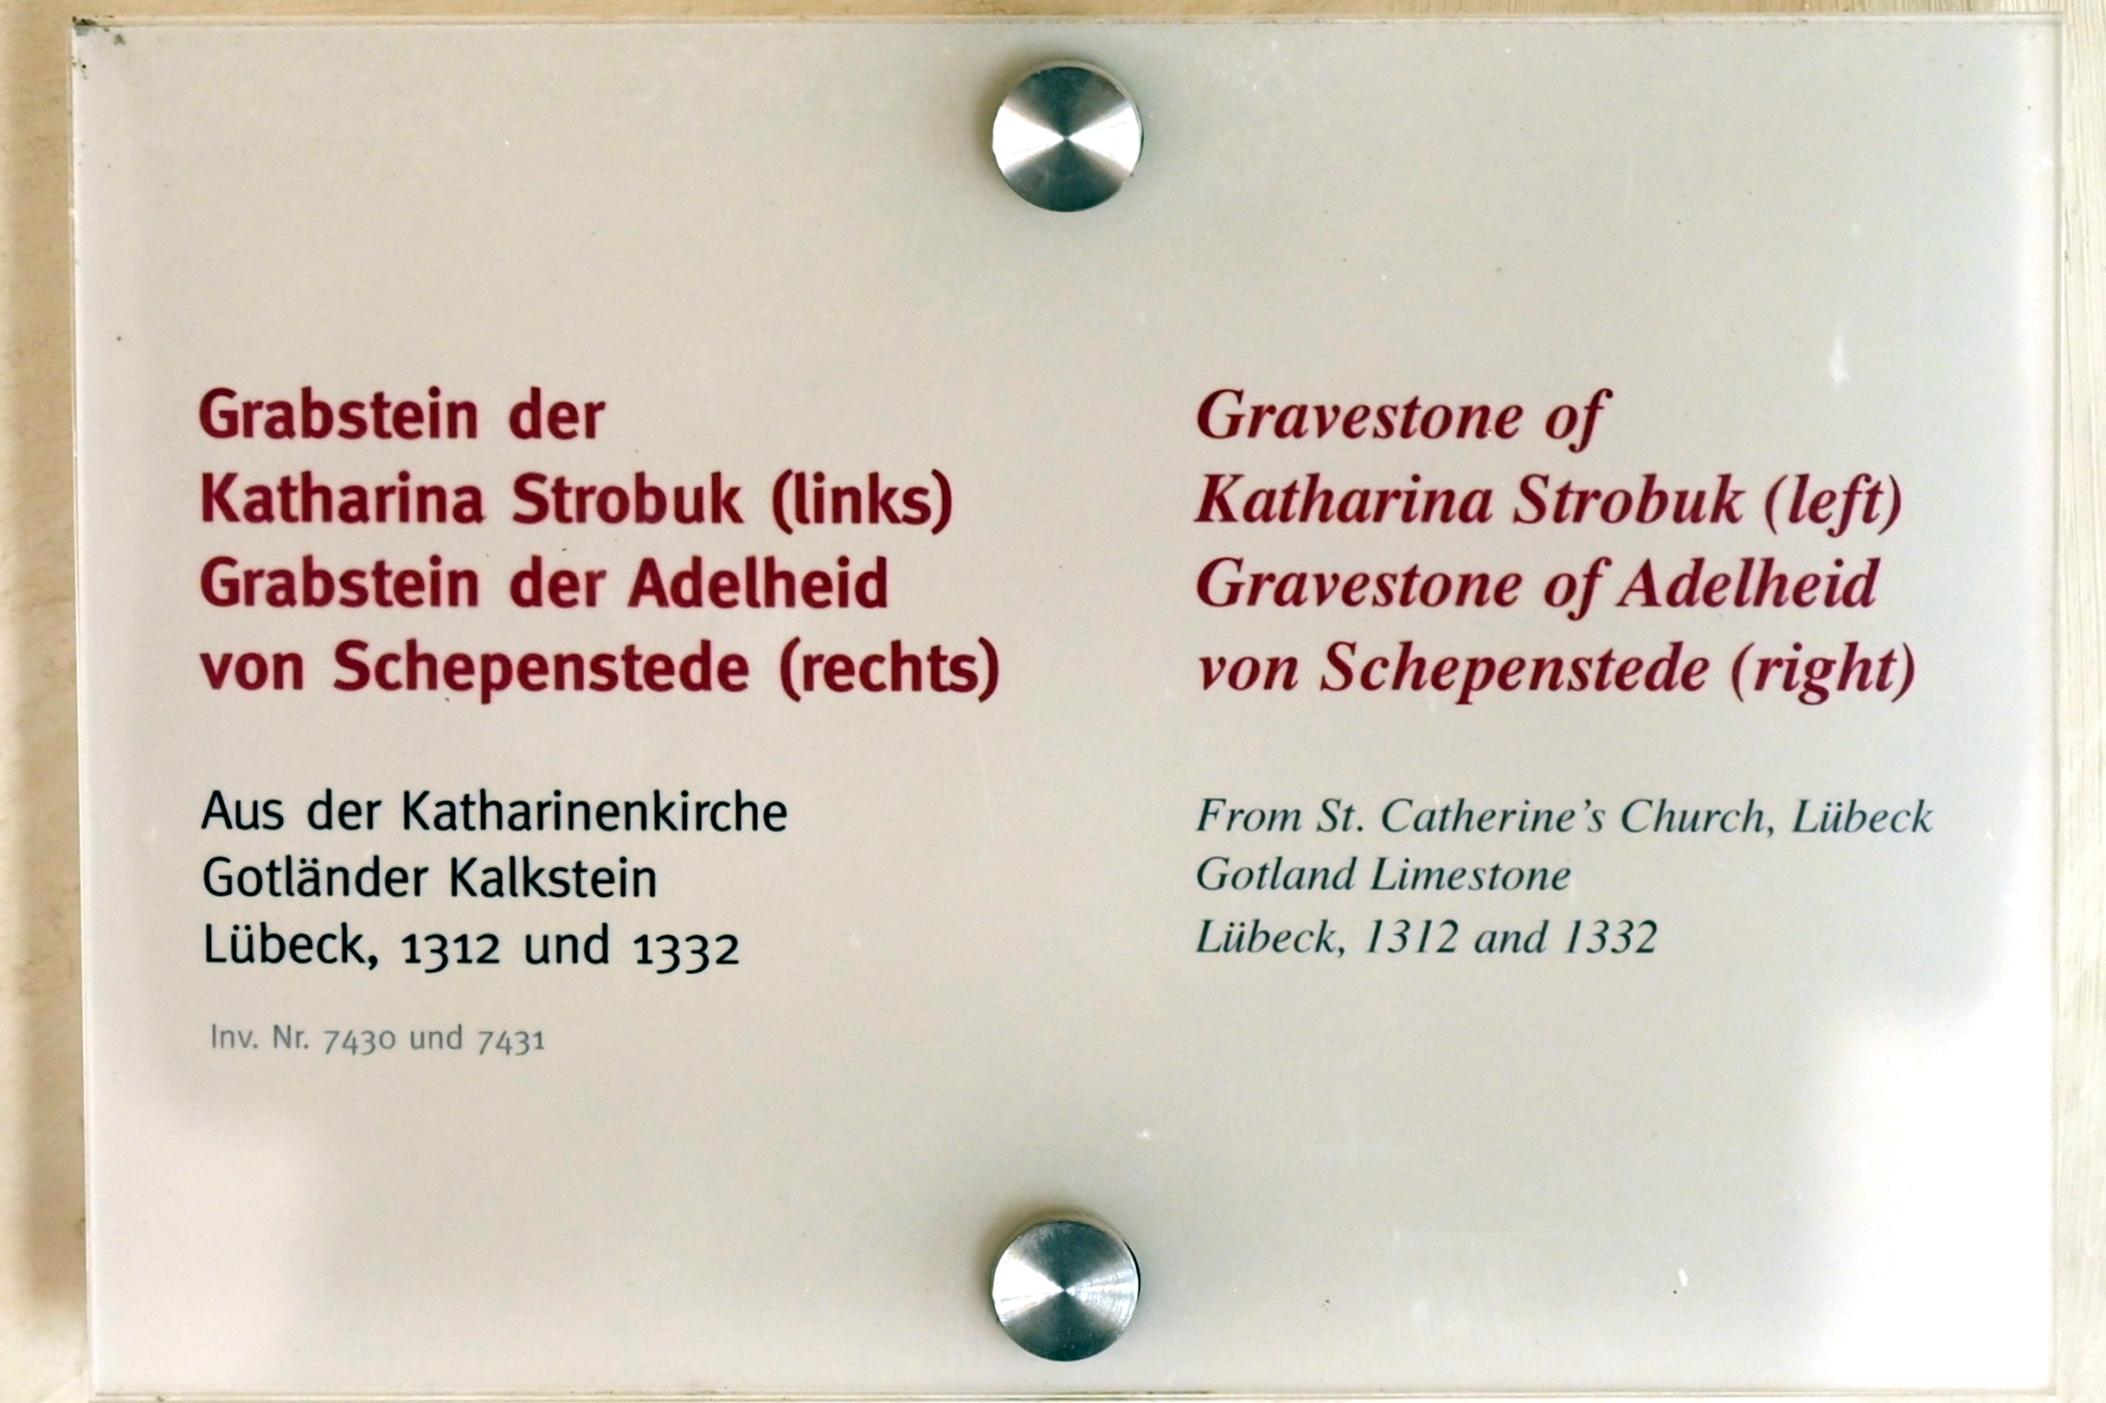 Grabstein der
Katharina Strobuk (links)
Grabstein der Adelheid
von Schepenstede (rechts)
Aus der Katharinenkirche
Gotländer Kalkstein
Lübeck, 1312 und 1332
Inv. Nr. 7430 und 7431
Gravestone of
Katharina Strobuk (left)
Gravestone of Adelheid
von Schepenstede (right)
From St. Catherine’s Church, Lübeck
Gotland Limestone
Lübeck, 1312 and 1332